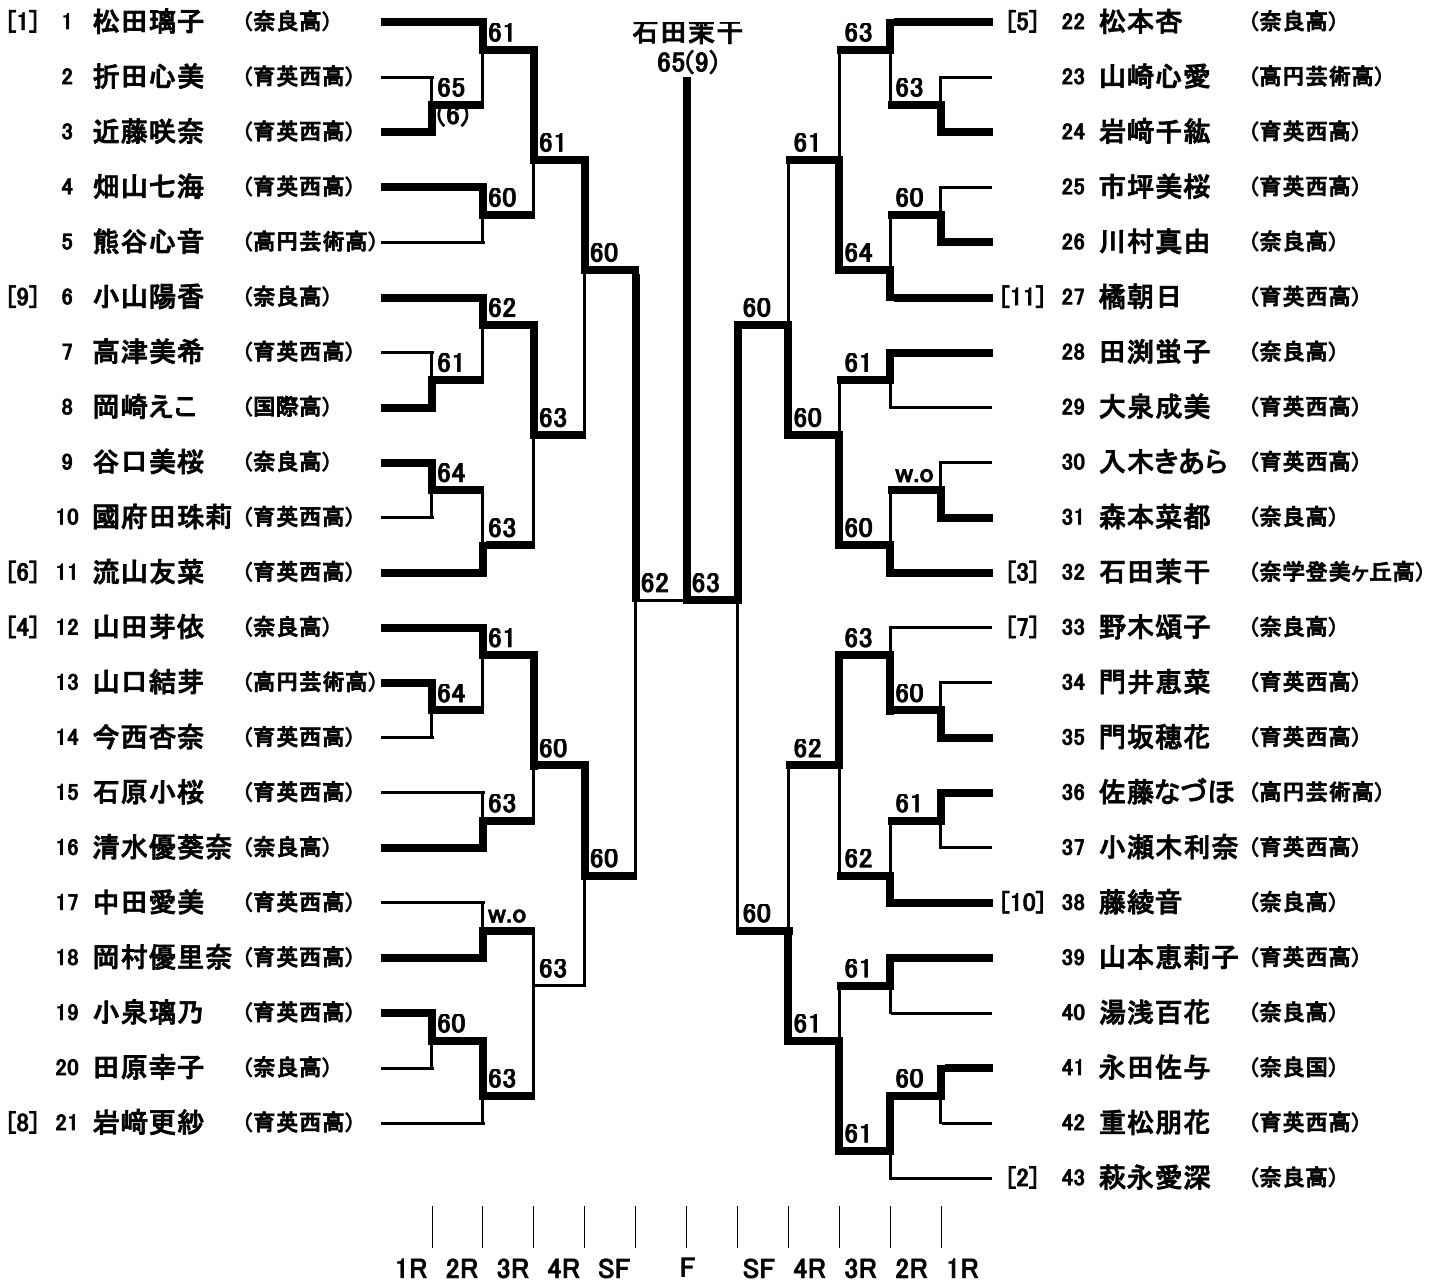 石田茉千
65(9)
[1] 1 松田璃子 (奈良高)
2 折田心美 (育英西高)
3 近藤咲奈 (育英西高)
4 畑山七海 (育英西高)
5 熊谷心音 (高円芸術高)
[9] 6 小山陽香 (奈良高)
7 高津美希 (育英西高)
8 岡崎えこ (国際高)
9 谷口美桜 (奈良高)
10 國府田珠莉 (育英西高)
[6] 11 流山友菜 (育英西高)
[4] 12 山田芽依 (奈良高)
13 山口結芽 (高円芸術高)
14 今西杏奈 (育英西高)
15 石原小桜 (育英西高)
16 清水優葵奈 (奈良高)
17 中田愛美 (育英西高)
18 岡村優里奈 (育英西高)
19 小泉璃乃 (育英西高)
20 田原幸子 (奈良高)
[8] 21 岩﨑更紗 (育英西高)
65
(6)
61
64
64
60
61
60
62
63
61
63
w.o
63
61
63
60
63
60
60
62
63
60
60
61
60
62
61
63
64
61
60
63
62
61
61
63
60
w.o
60
61
60
[5] 22 松本杏 (奈良高)
23 山崎心愛 (高円芸術高)
24 岩﨑千紘 (育英西高)
25 市坪美桜 (育英西高)
26 川村真由 (奈良高)
[11] 27 橘朝日 (育英西高)
28 田渕蛍子 (奈良高)
29 大泉成美 (育英西高)
30 入木きあら (育英西高)
31 森本菜都 (奈良高)
[3] 32 石田茉千 (奈学登美ヶ丘高)
[7] 33 野木頌子 (奈良高)
34 門井恵菜 (育英西高)
35 門坂穂花 (育英西高)
36 佐藤なづほ (高円芸術高)
37 小瀬木利奈 (育英西高)
[10] 38 藤綾音 (奈良高)
39 山本恵莉子 (育英西高)
40 湯浅百花 (奈良高)
41 永田佐与 (奈良国)
42 重松朋花 (育英西高)
[2] 43 萩永愛深 (奈良高)
1R 2R 3R 4R SF F SF 4R 3R 2R 1R